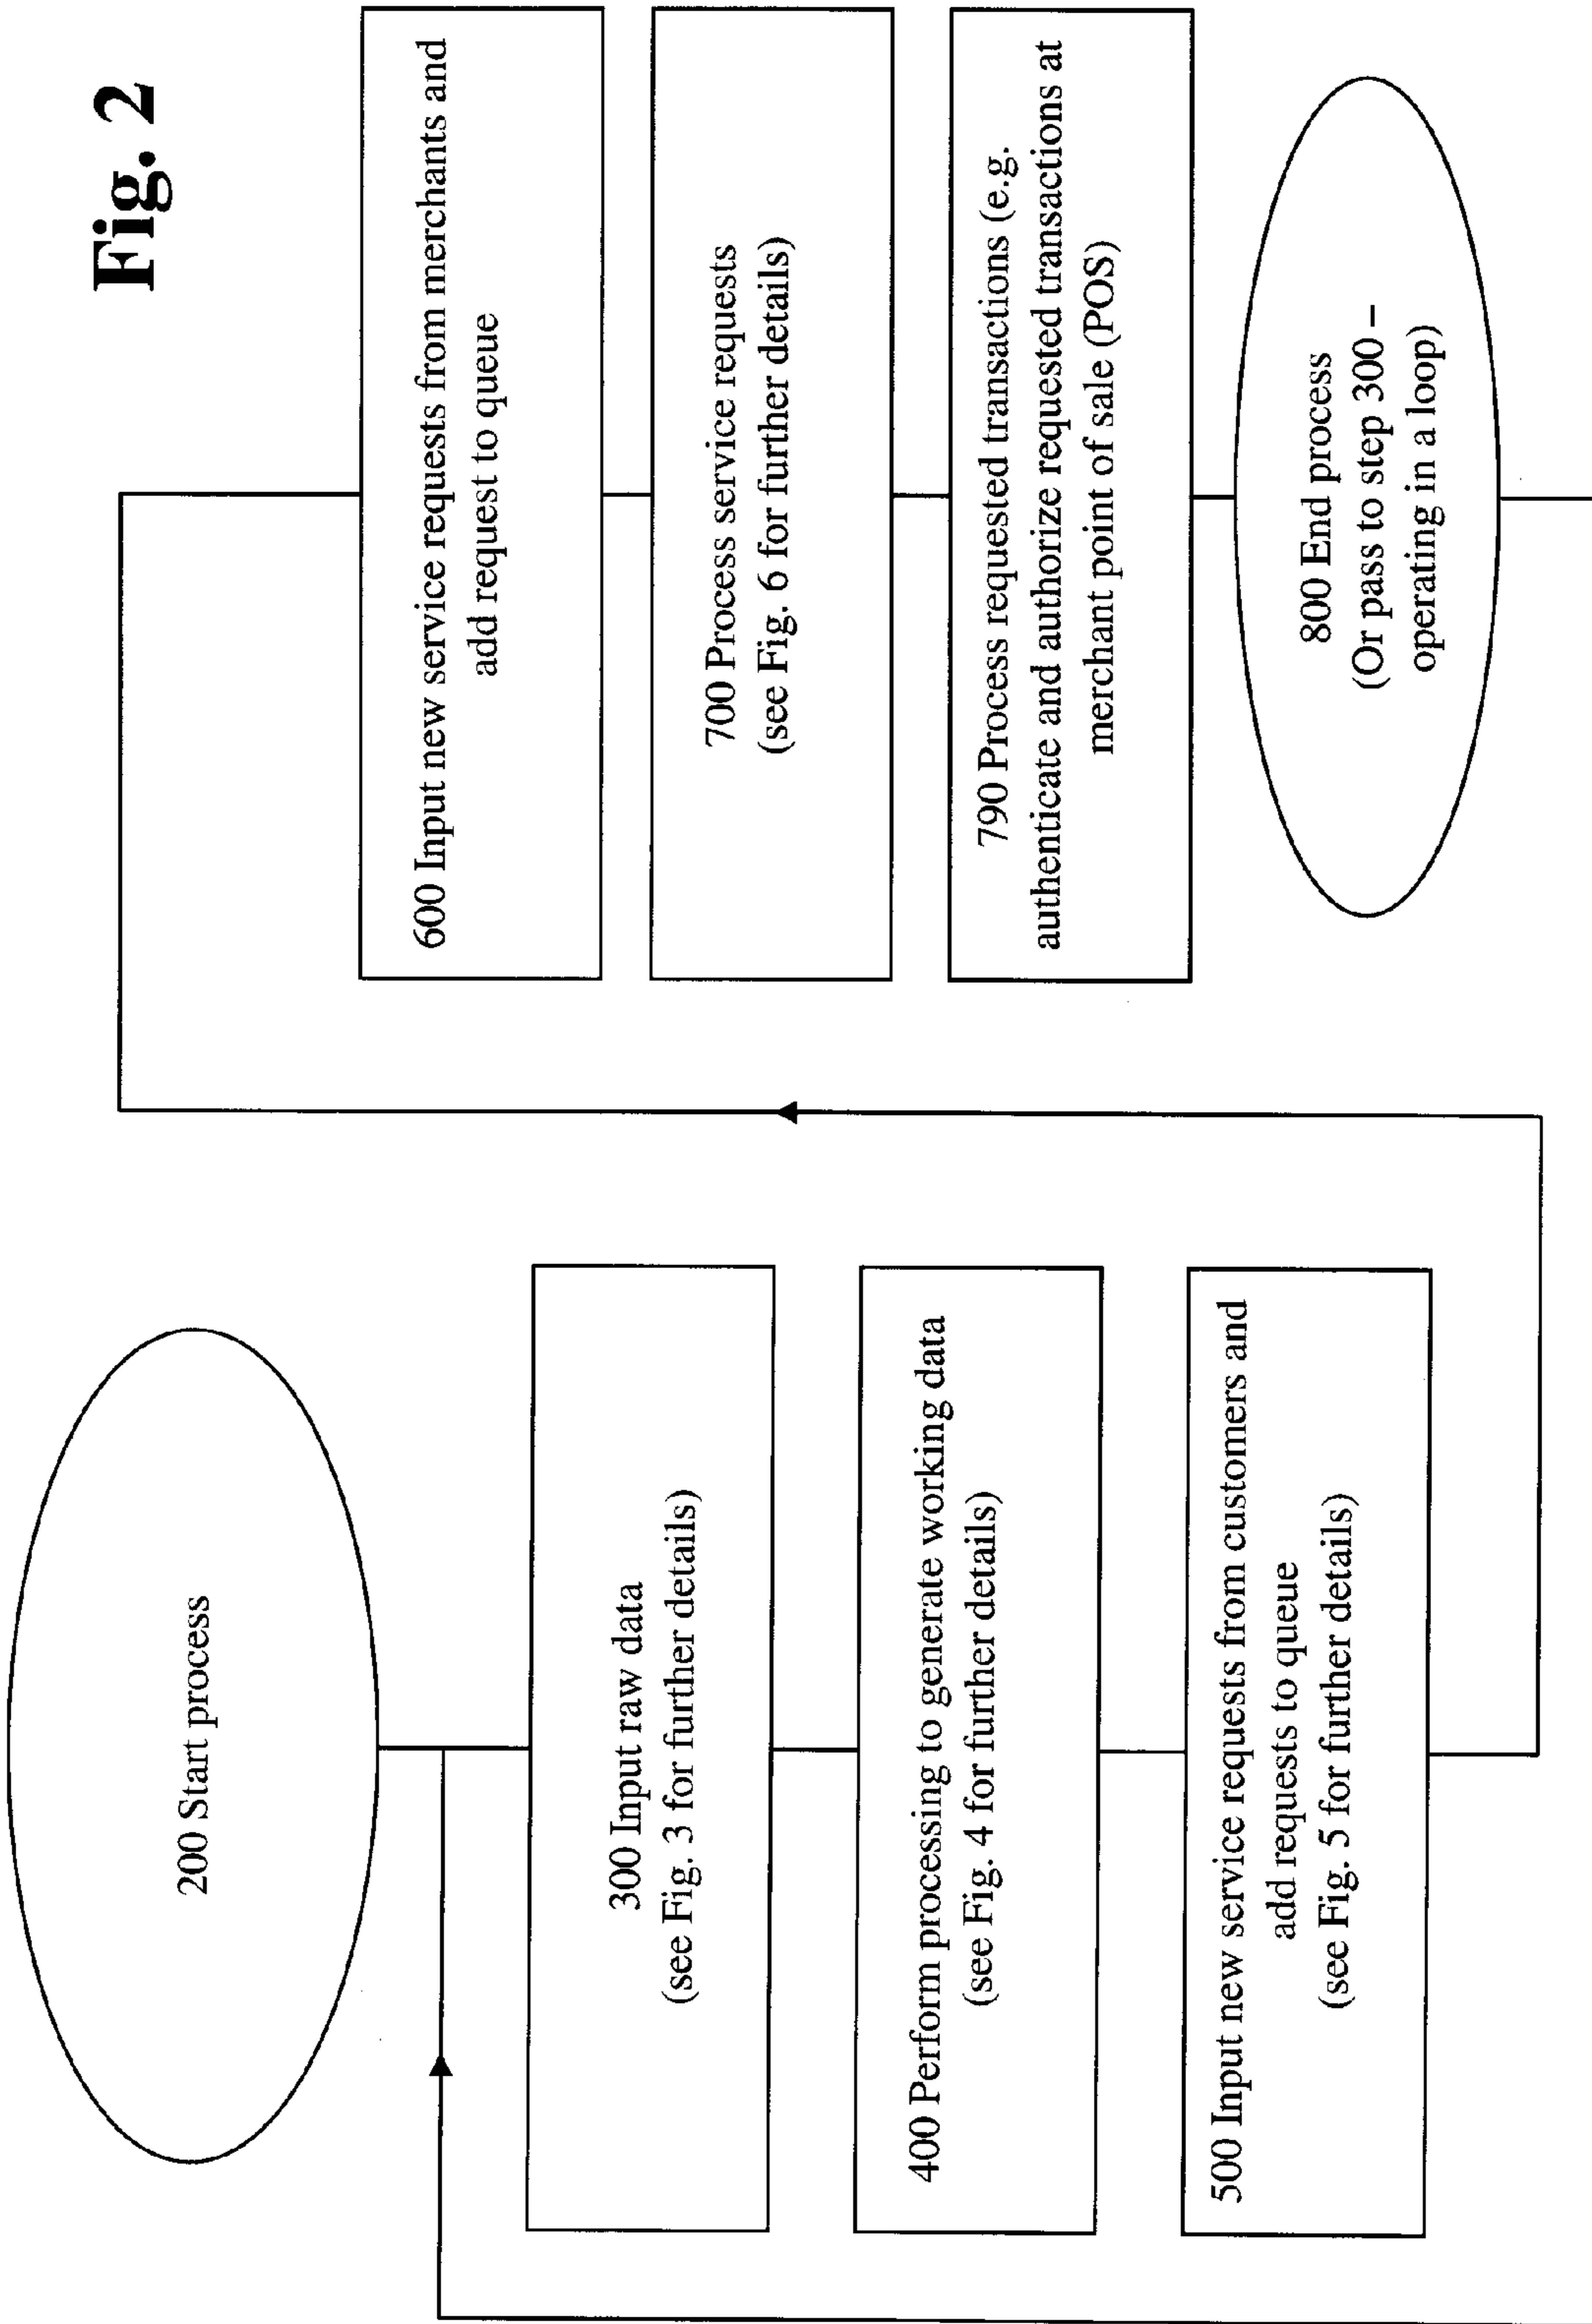 Fig. 2
200 Start process
300 Input raw data
(see Fig. 3 for further details)
400 Perform processing to generate working data
(see Fig. 4 for further details)
500 Input new service requests from customers and
add requests to queue
(see Fig. 5 for further details)
600 Input new service requests from merchants and
add request to queue
700 Process service requests
(see Fig. 6 for further details)
790 Process requested transactions (e.g.
authenticate and authorize requested transactions at
merchant point of sale (POS)
800 End process
(Or pass to step 300 –
operating in a loop)